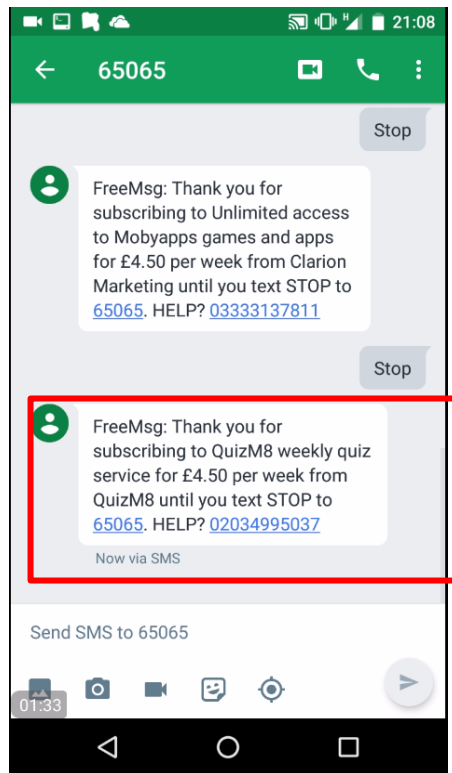 H
21:08
65065
Stop
FreeMsg: Thank you for
subscribing to Unlimited access
to Mobyapps games and apps
for £4.50 per week from Clarion
Marketing until you text STOP to
65065. HELP? 03333137811
Stop
FreeMsg: Thank you for
subscribing to QuizM8 weekly quiz
service for £4.50 per week from
QuizM8 until you text STOP to
65065. HELP? 02034995037
Now via SMS
Send SMS to 65065
01:33